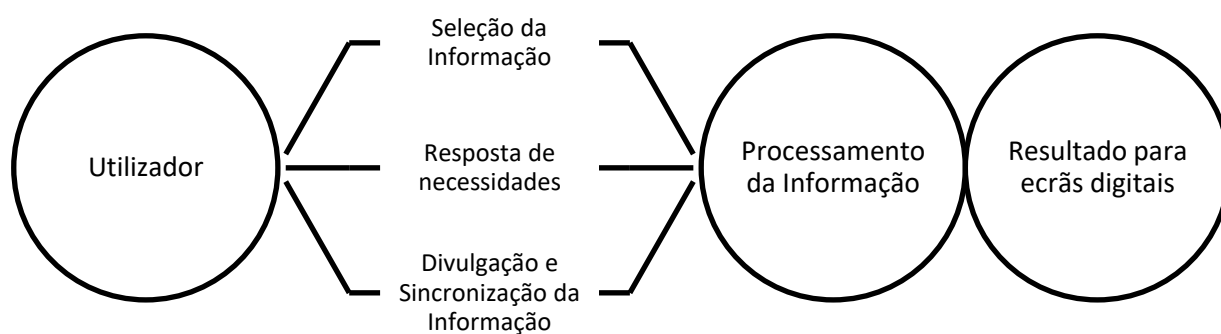 Utilizador
Seleção da
Informação
Resposta de
necessidades
Divulgação e
Sincronização da
Informação
Processamento
da Informação
Resultado para
ecrãs digitais